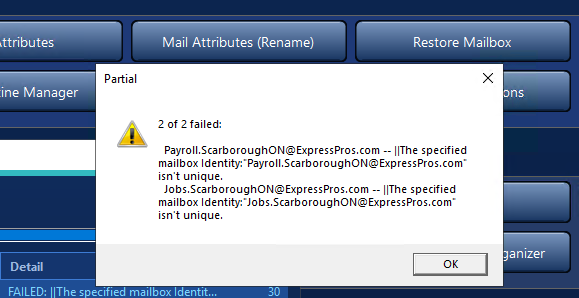 Attributes
Mail Attributes (Rename)
Restore Mailbox
ine Manager
Partial
ons
2 of 2 failed:
Payroll.ScarboroughON@ExpressPros.com -- ||The specified
mailbox Identity:"Payroll.ScarboroughON@ExpressPros.com"
isn't unique.
Jobs.ScarboroughON@ExpressPros.com -- ||The specified
mailbox Identity:"Jobs.ScarboroughON@ExpressPros.com"
isn't unique.
OK
ganizer
Detail
FAILED: ||The specified mailbox Identit...
30